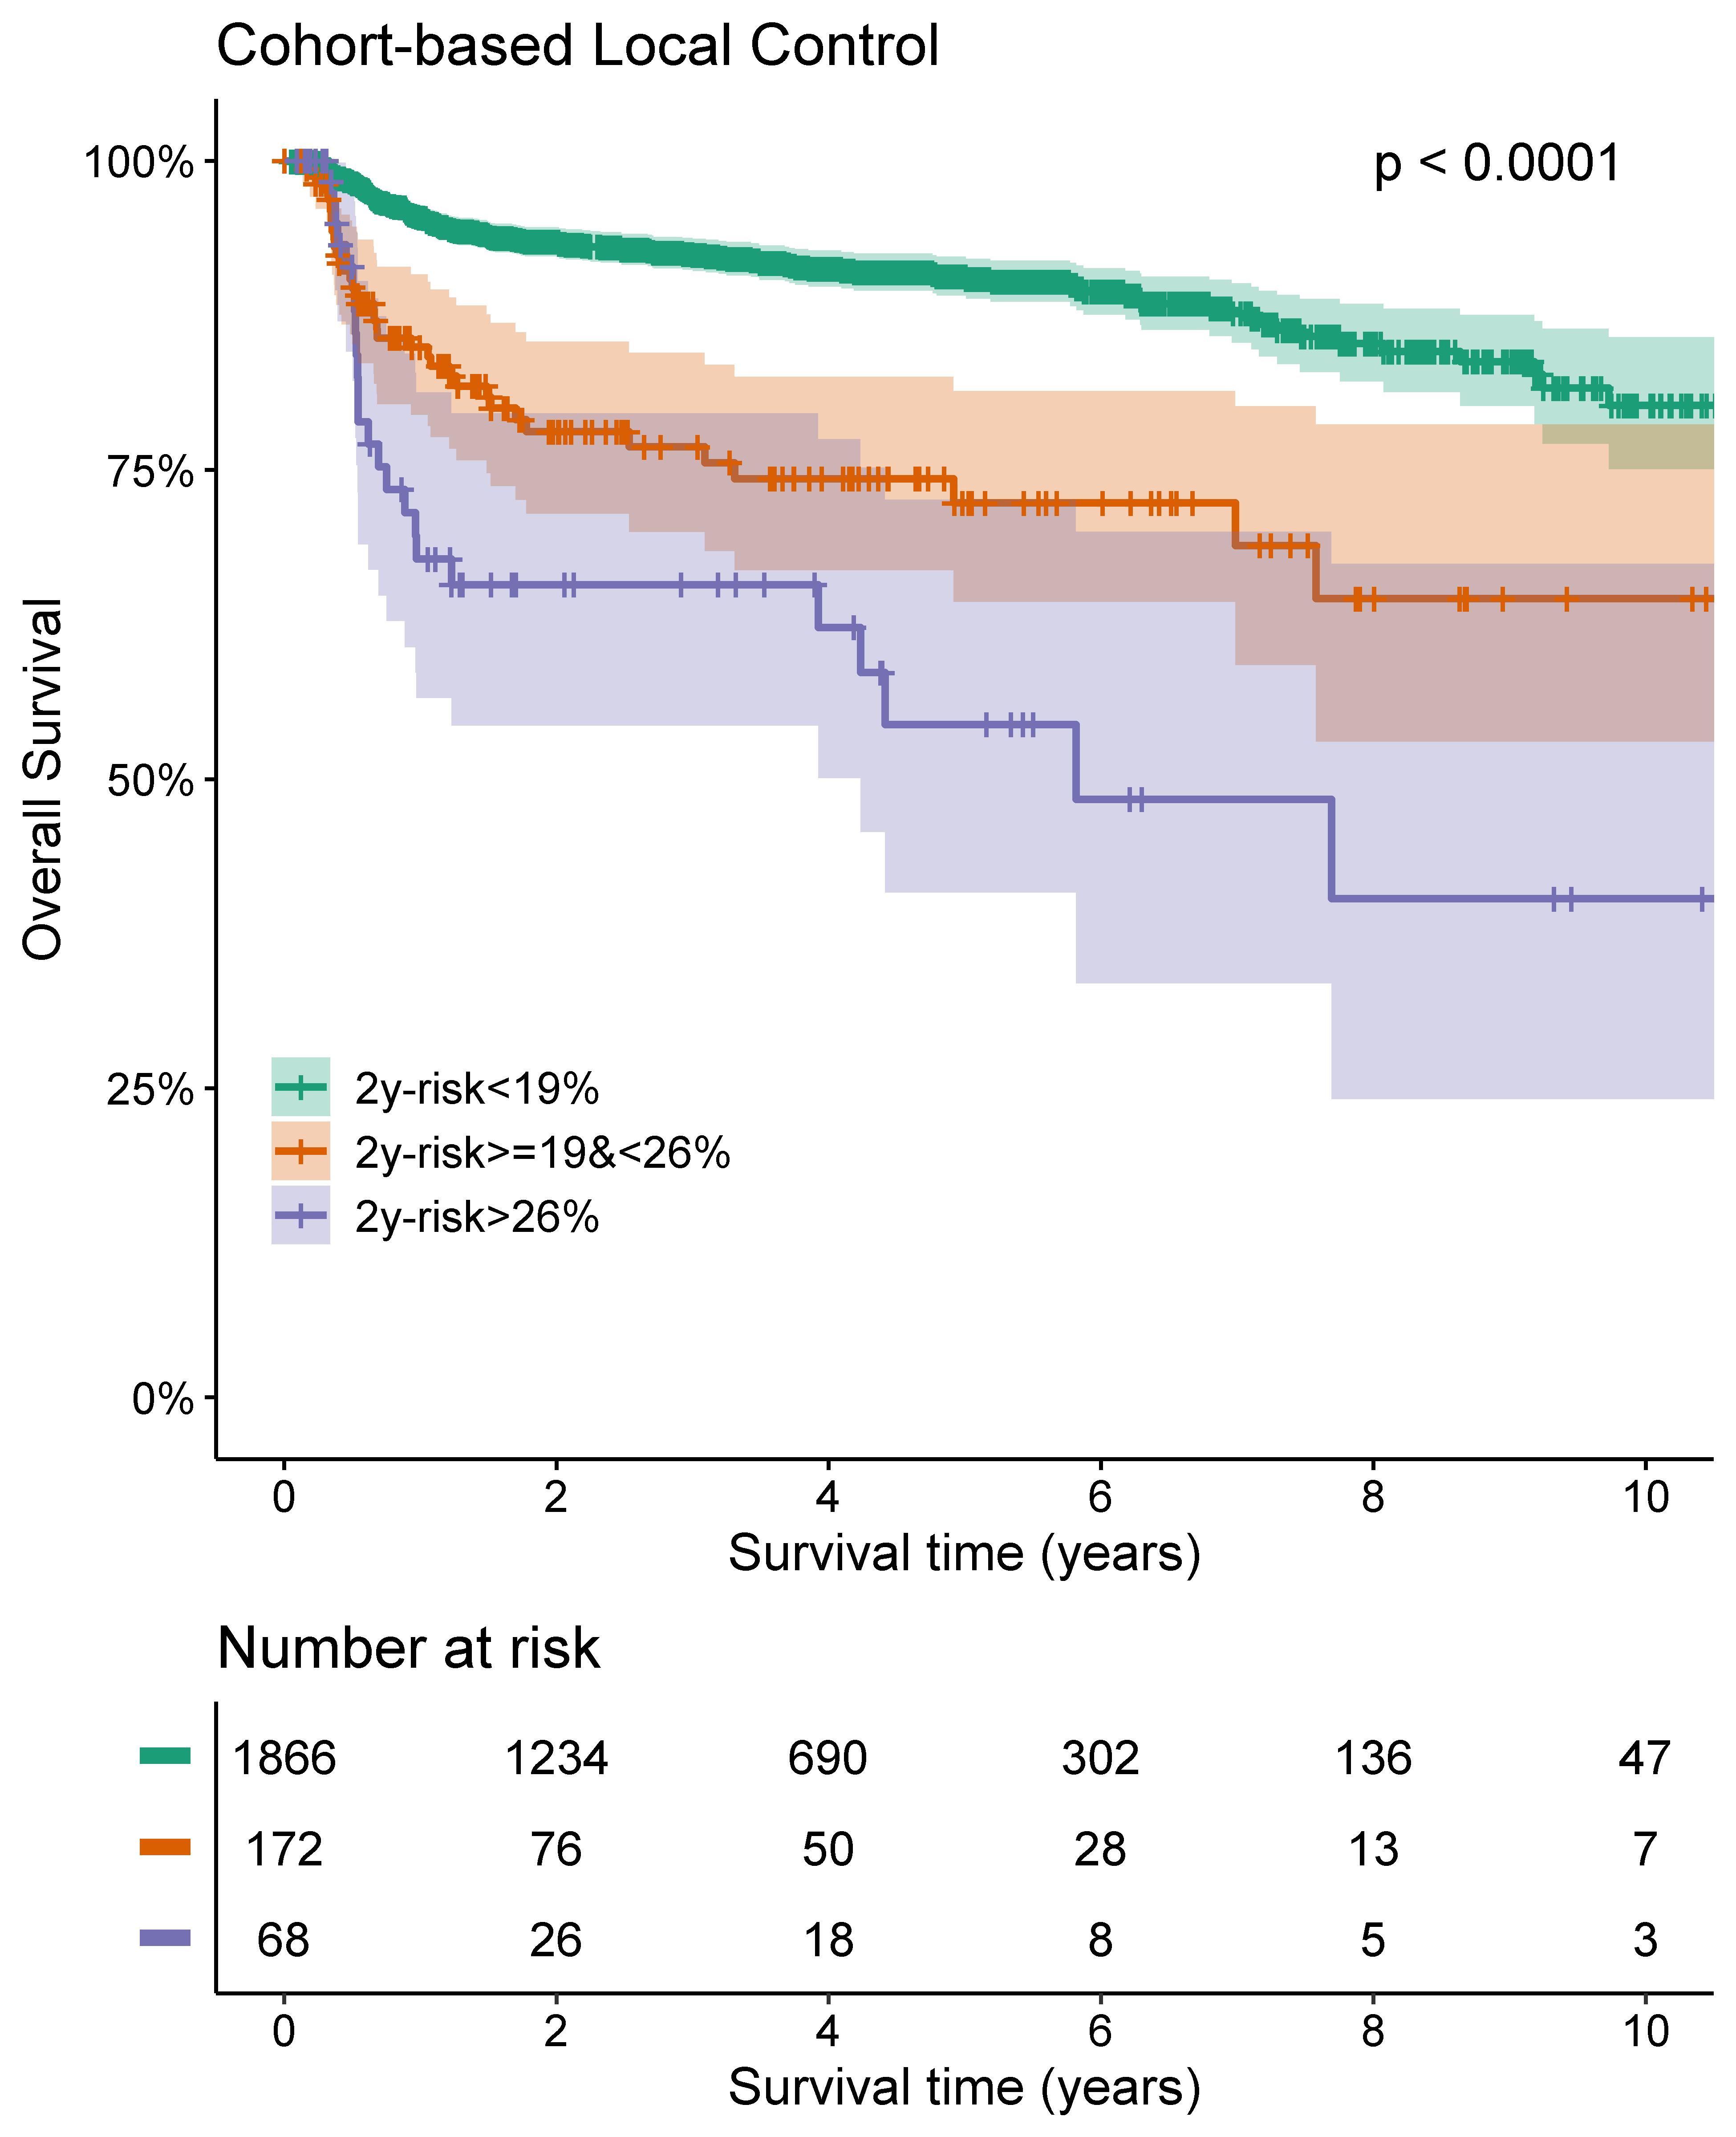 Cohort-based Local Control
p < 0.0001
100%
75%
50%
25%
0%
Overall Survival
2y-risk<19%
2y-risk>=19&<26%
2y-risk>26%
0 2 4 6 8 10
Survival time (years)
Number at risk
1866 1234 690 302 136 47
172 76 50 28 13 7
68 26 18 8 5 3
0 2 4 6 8 10
Survival time (years)